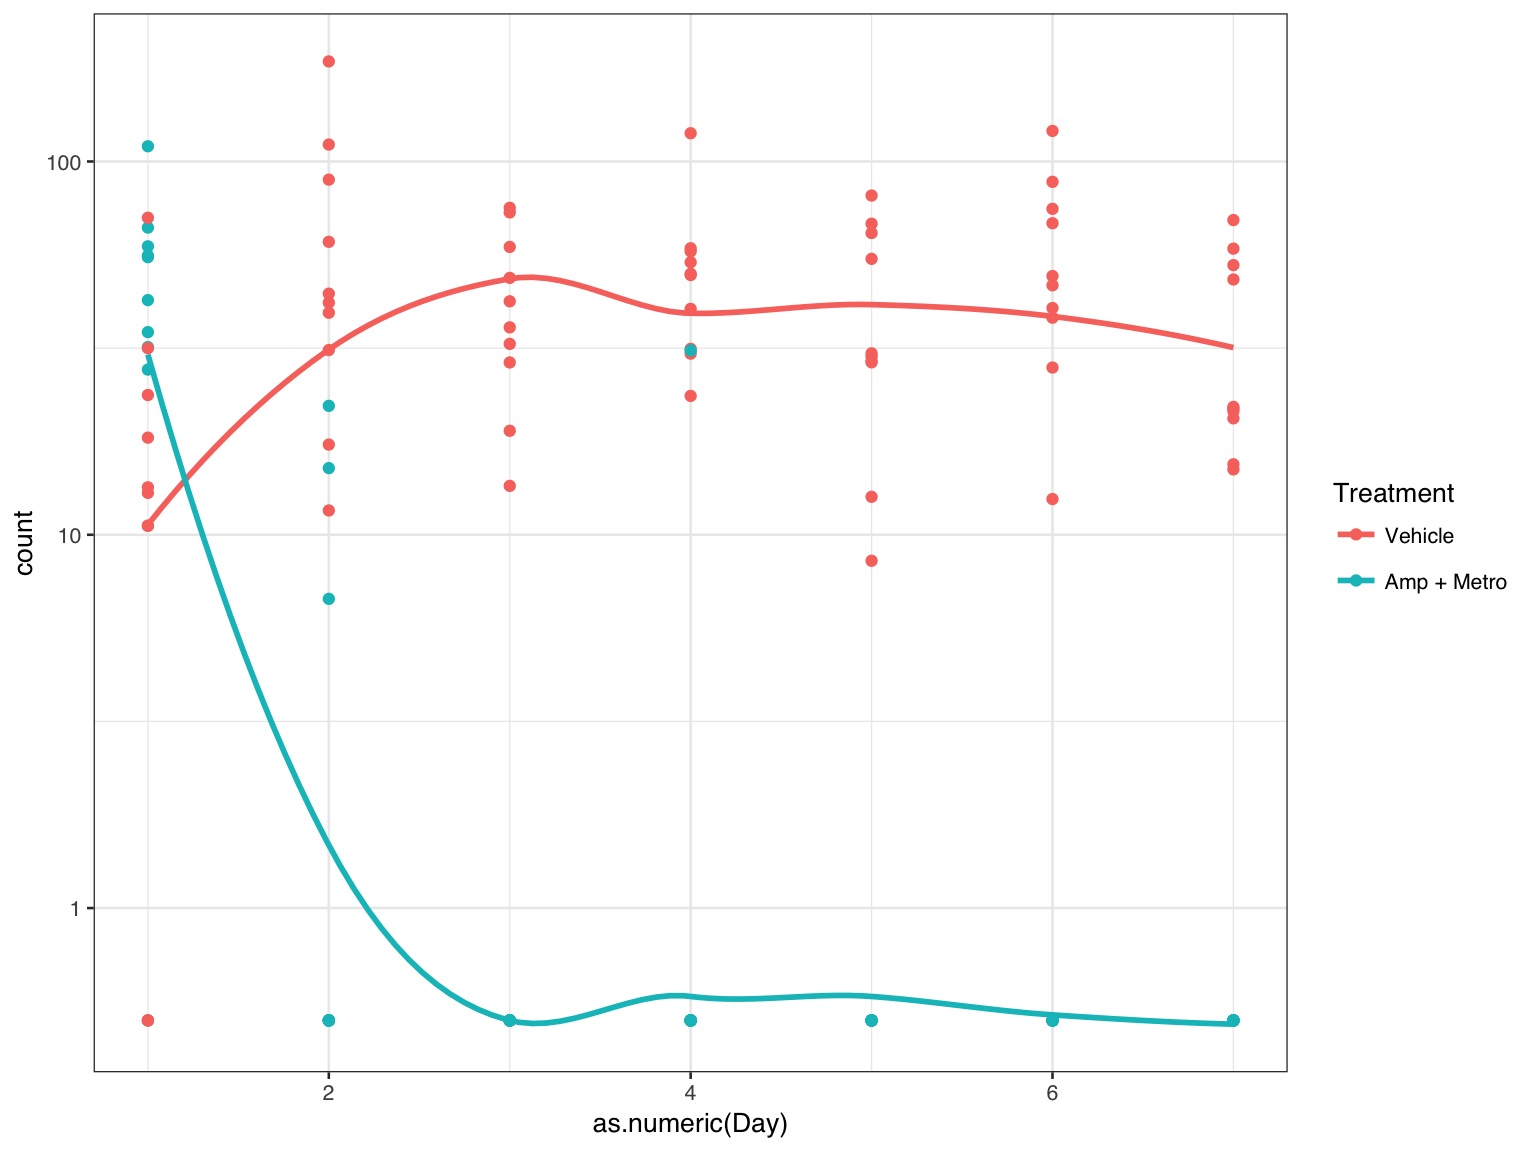 100
10
1
count
2
4
6
as.numeric(Day)
Treatment
Vehicle
Amp + Metro